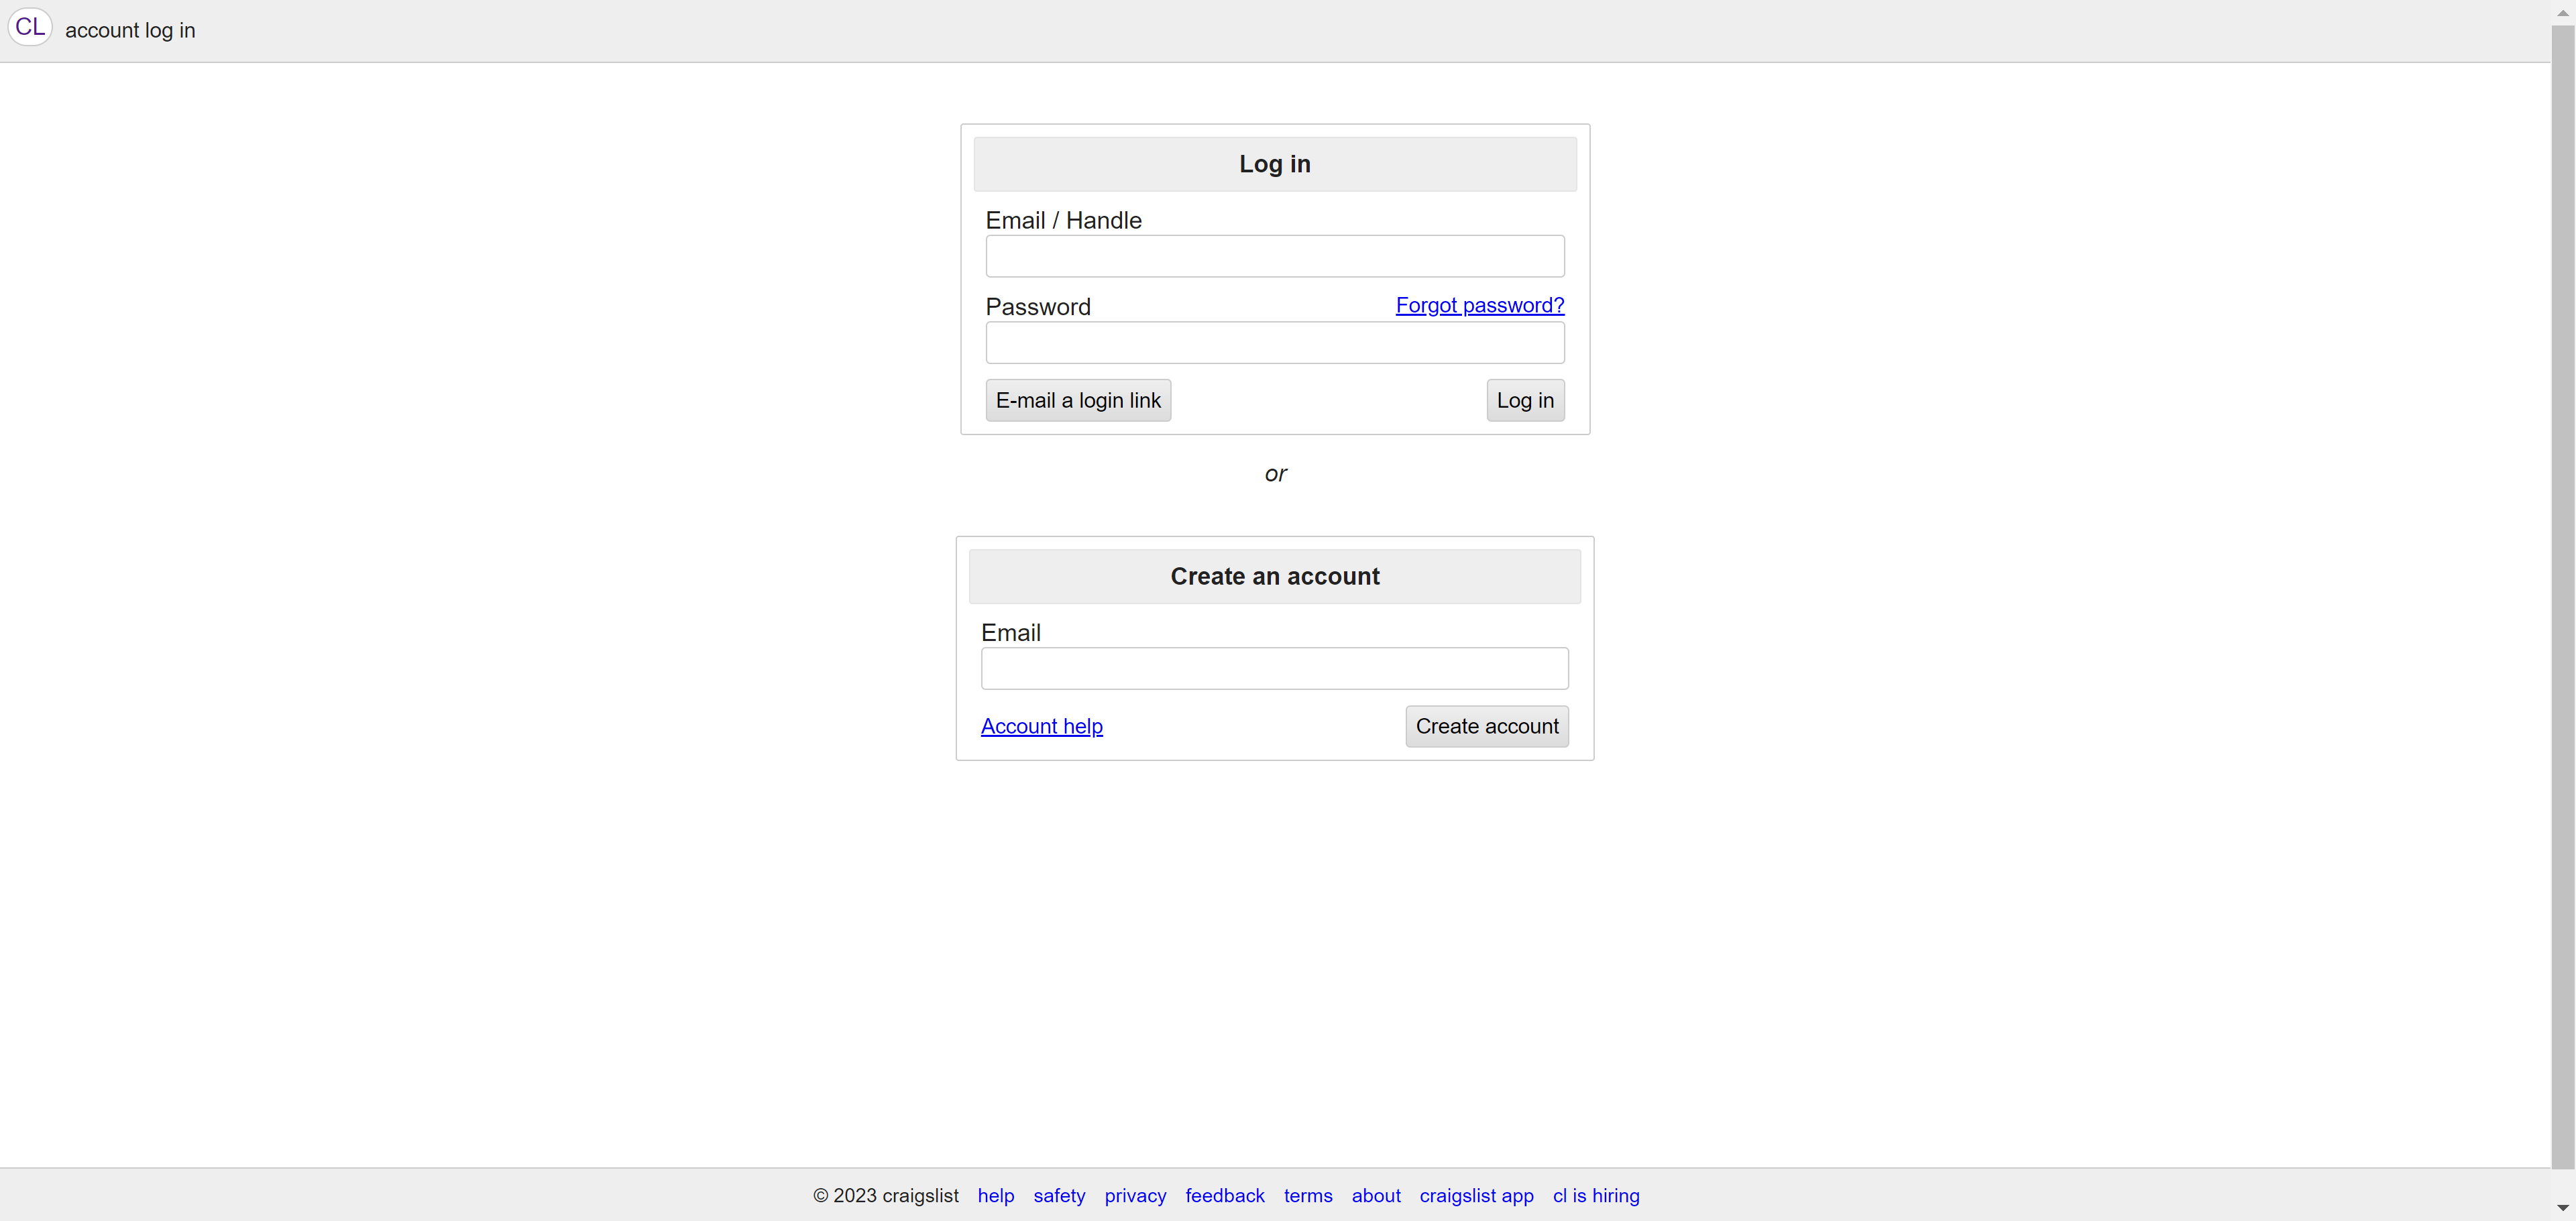 CL account log in
Log in
Email / Handle
Password Forgot password?
E-mail a login link Log in
or
Create an account
Email
Account help Create account
© 2023 craigslist help safety privacy feedback terms about craigslist app cl is hiring